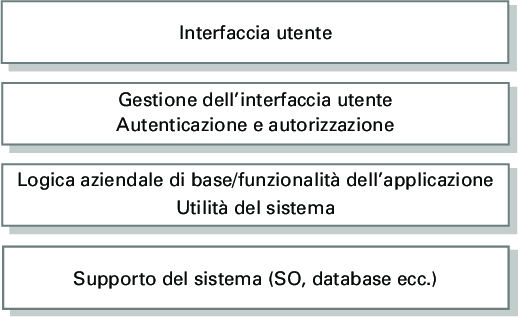 Interfaccia utente
Gestione dell'interfaccia utente
Autenticazione e autorizzazione
Logica aziendale di base/funzionalità dell'applicazione
Utilità del sistema
Supporto del sistema (SO, database ecc.)